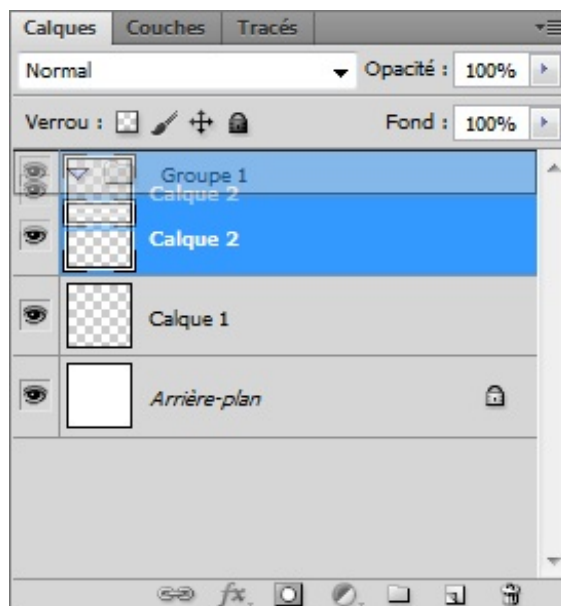 Calques Couches Tracés
Normal Opacité : 100%
Verrou : Fond : 100%
Groupe 1
Calque 2
Calque 2
Calque 1
Arrière-plan
fx.